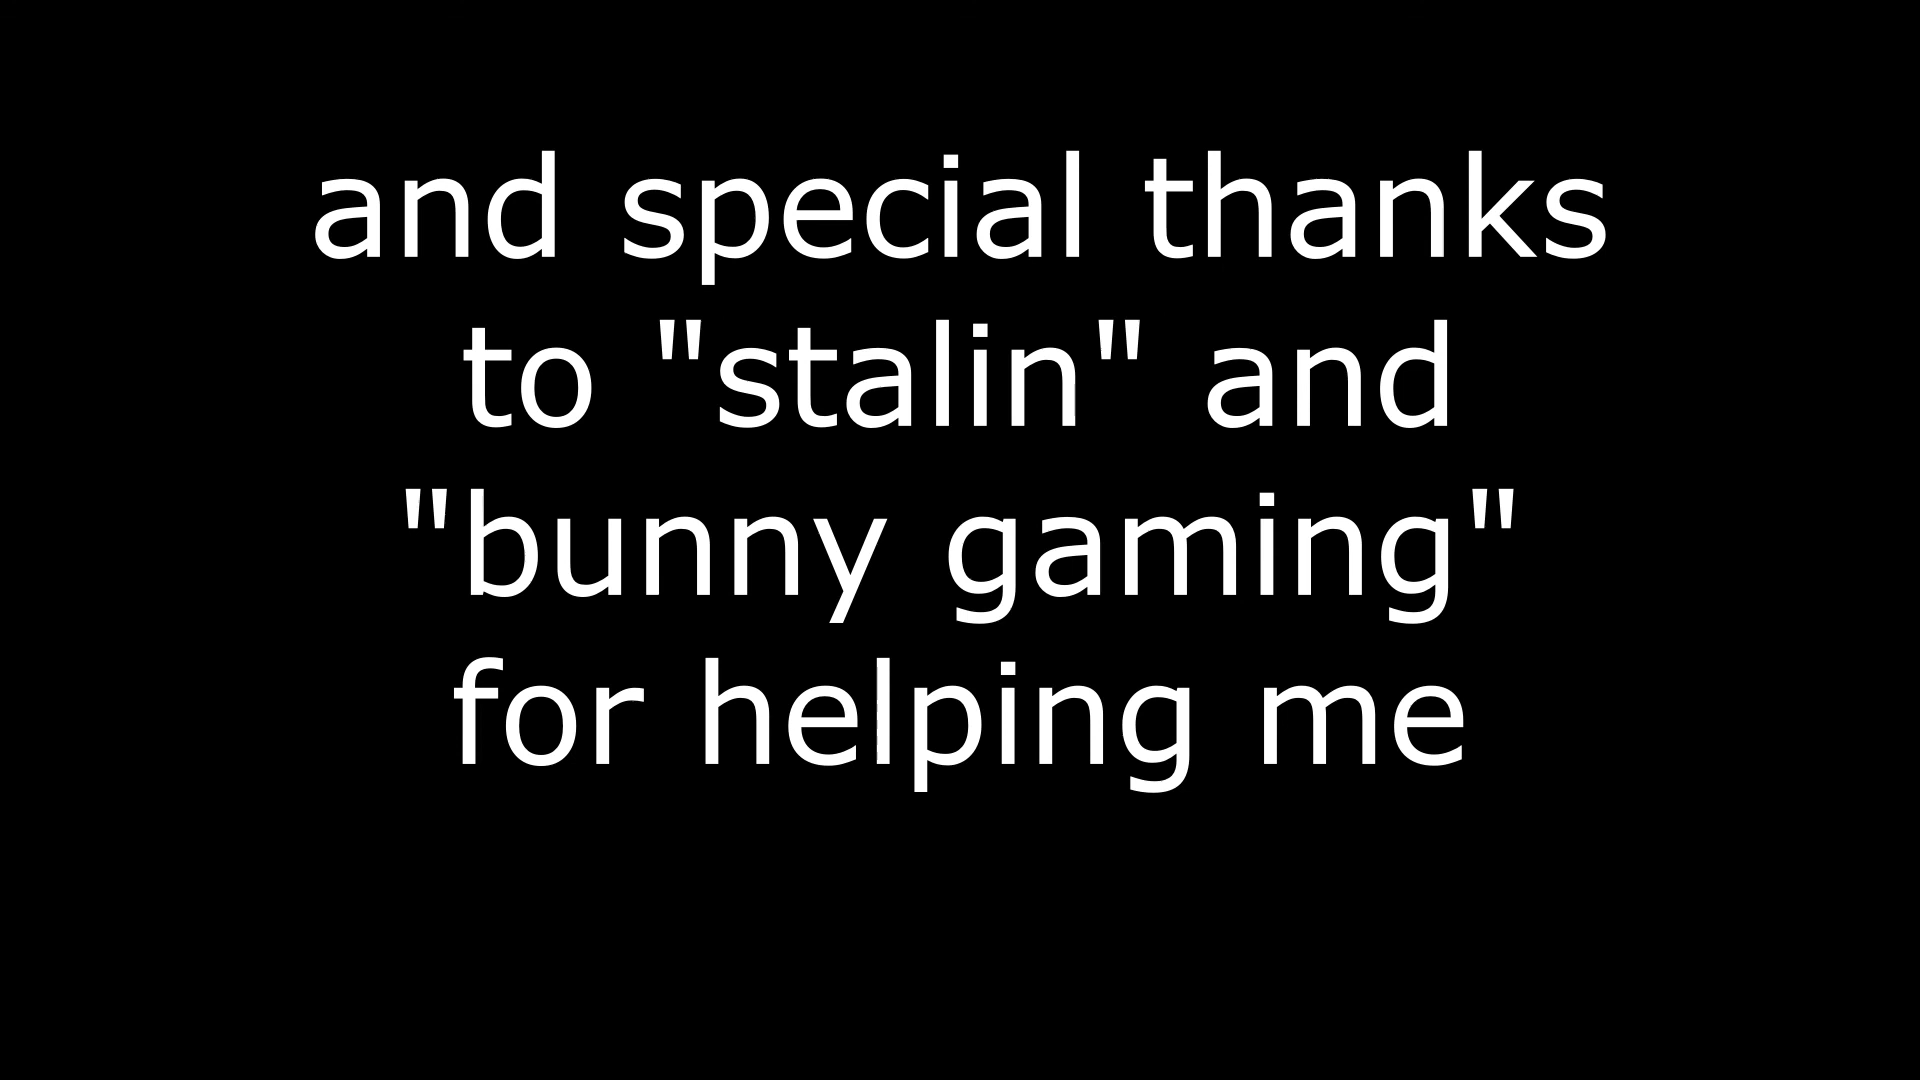 and special thanks
to "stalin" and
"bunny gaming"
for helping me